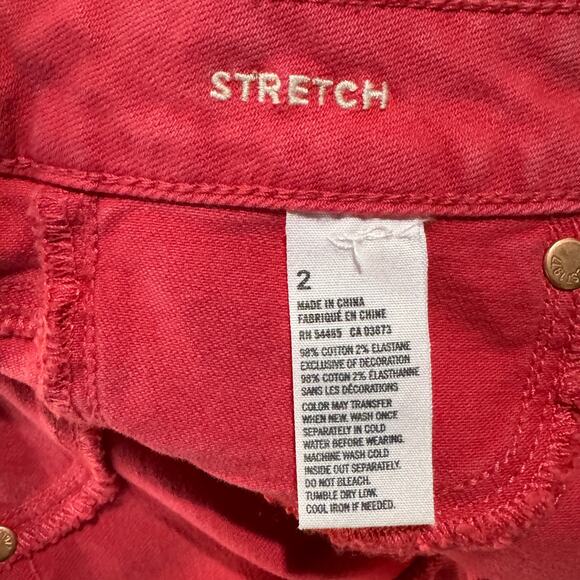 STRETCH
2
MADE IN CHINA
FABRIQUÉ EN CHINE
RN 54485 CA 03873
98% COTTON 2% ELASTANE
EXCLUSIVE OF DECORATION
98% COTON 2% ÉLASTHANNE
SANS LES DÉCORATIONS
COLOR MAY TRANSFER
WHEN NEW. WASH ONCE
SEPARATELY IN COLD
WATER BEFORE WEARING.
MACHINE WASH COLD
INSIDE OUT SEPARATELY.
DO NOT BLEACH.
TUMBLE DRY LOW.
COOL IRON IF NEEDED.